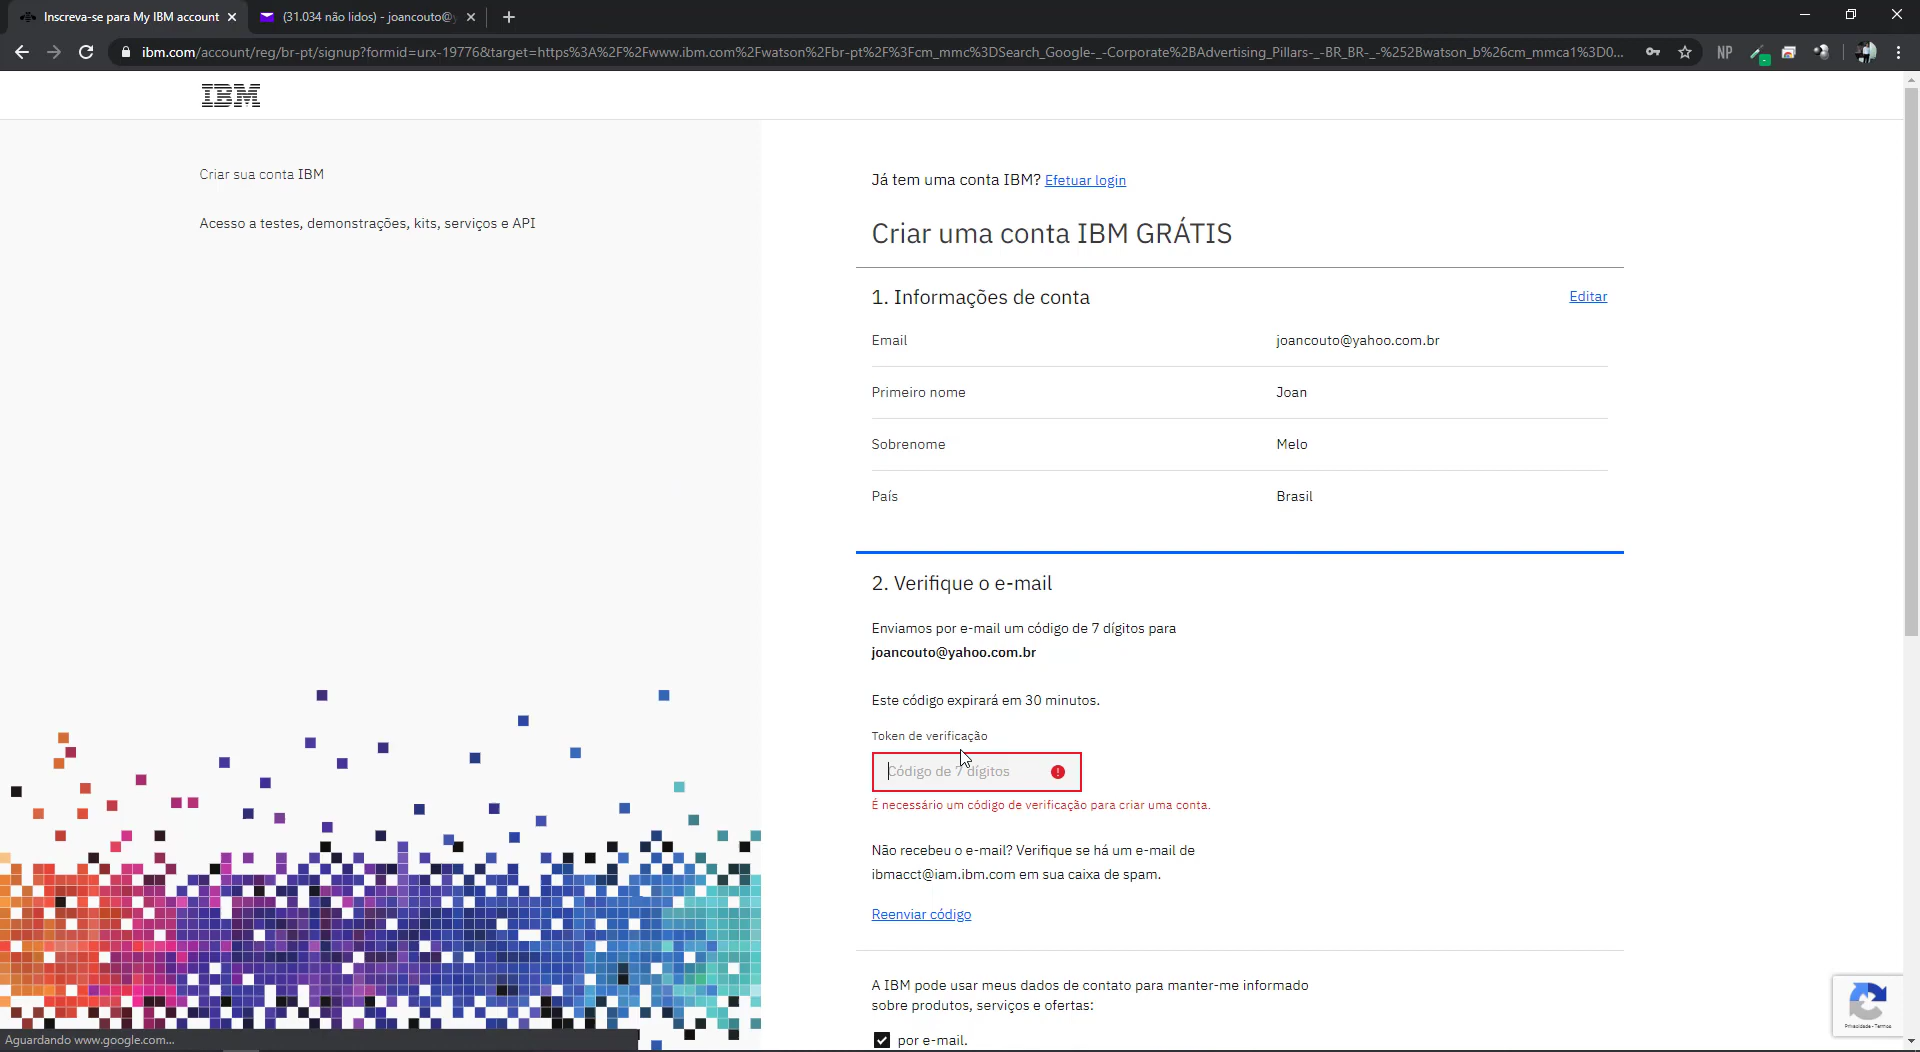 Inscreva-se para My IBM account
(31.034 não lidos) - joancouto@y
ibm.com/account/reg/br-pt/signup?formid=urx-19776&target=https%3A%2F%2Fwww.ibm.com%2Fwatson%2Fbr-pt%2F%3Fcm_mmc%3DSearch_Google-_-Corporate%2BAdvertising_Pillars-_-BR_BR-_-%252Bwatson_b%26cm_mmca1%3D0...
NP
IBM
Criar sua conta IBM
Acesso a testes, demonstrações, kits, serviços e API
Já tem uma conta IBM? Efetuar login
Criar uma conta IBM GRÁTIS
1. Informações de conta Editar
Email joancouto@yahoo.com.br
Primeiro nome Joan
Sobrenome Melo
País Brasil
2. Verifique o e-mail
Enviamos por e-mail um código de 7 dígitos para
joancouto@yahoo.com.br
Este código expirará em 30 minutos.
Token de verificação
Código de 7 dígitos
É necessário um código de verificação para criar uma conta.
Não recebeu o e-mail? Verifique se há um e-mail de
ibmacct@iam.ibm.com em sua caixa de spam.
Reenviar código
A IBM pode usar meus dados de contato para manter-me informado
sobre produtos, serviços e ofertas:
por e-mail.
Privacidade - Termos
Aguardando www.google.com...